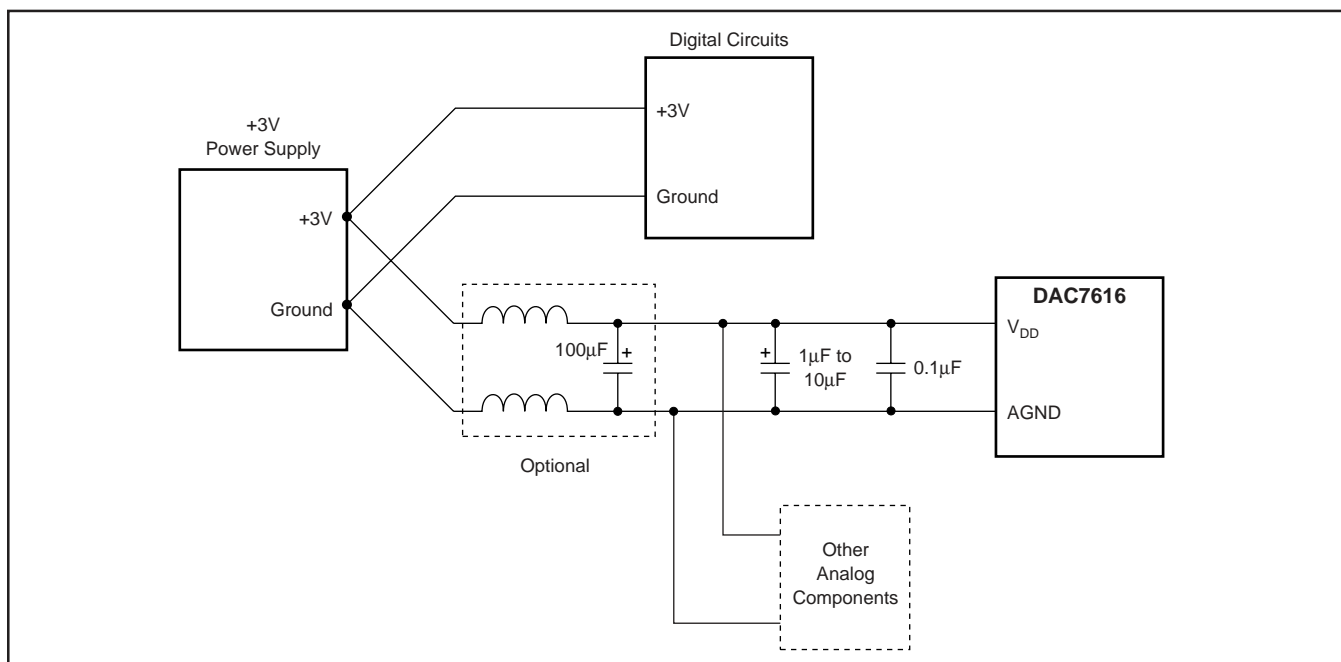 Digital Circuits
+3V
Ground
+3V
Power Supply
+3V
Ground
100μF
+
Optional
+
1μF to
10μF
0.1μF
DAC7616
VDD
AGND
Other
Analog
Components